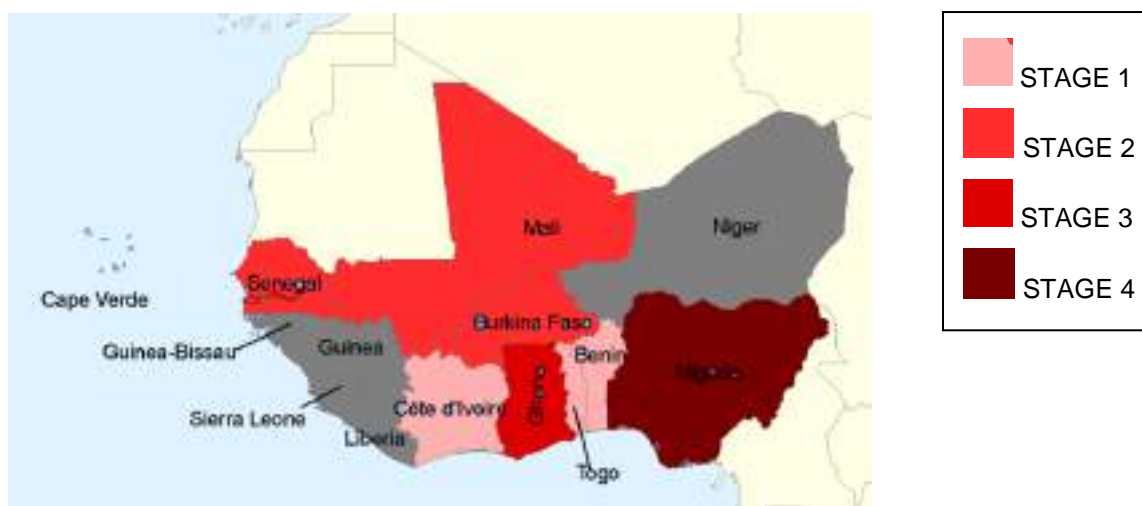 STAGE 1
STAGE 2
STAGE 3
STAGE 4
Mali
Niger
Senegal
Cape Verde
Burkina Faso
Guinea-Bissau
Guinea
Benin
Nigeria
Ghana
Côte d'Ivoire
Sierra Leone
Liberia
Togo